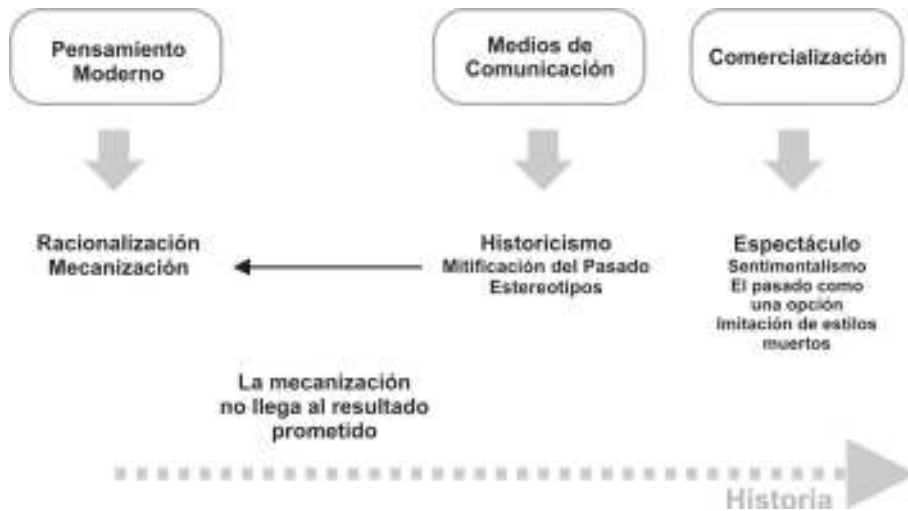 Pensamiento
Moderno
Medios de
Comunicación
Comercialización
Racionalización
Mecanización
Historicismo
Mitificación del Pasado
Estereotipos
Espectáculo
Sentimentalismo
El pasado como
una opción
Imitación de estilos
muertos
La mecanización
no llega al resultado
prometido
Historia